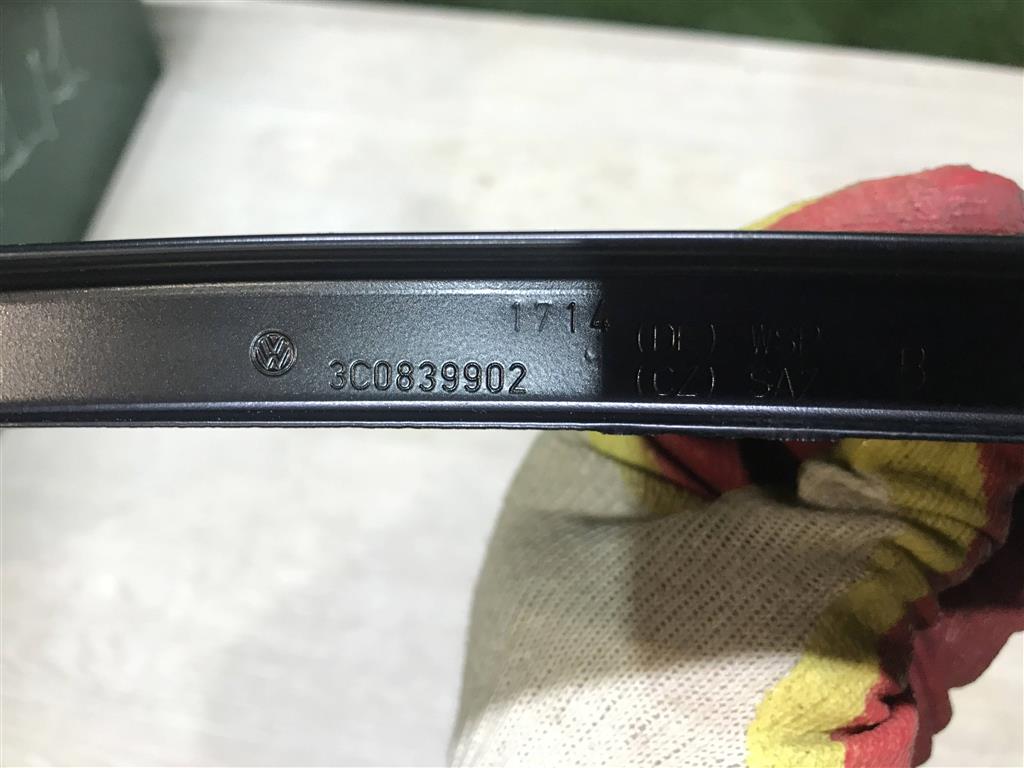 1714
3C0839902
(DE) WSP
(CZ) SAZ
B